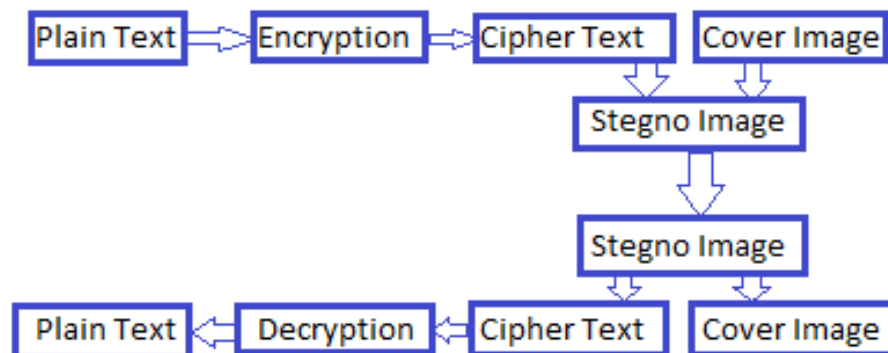 Plain Text Encryption Cipher Text Cover Image
Stegno Image
Stegno Image
Plain Text Decryption Cipher Text Cover Image